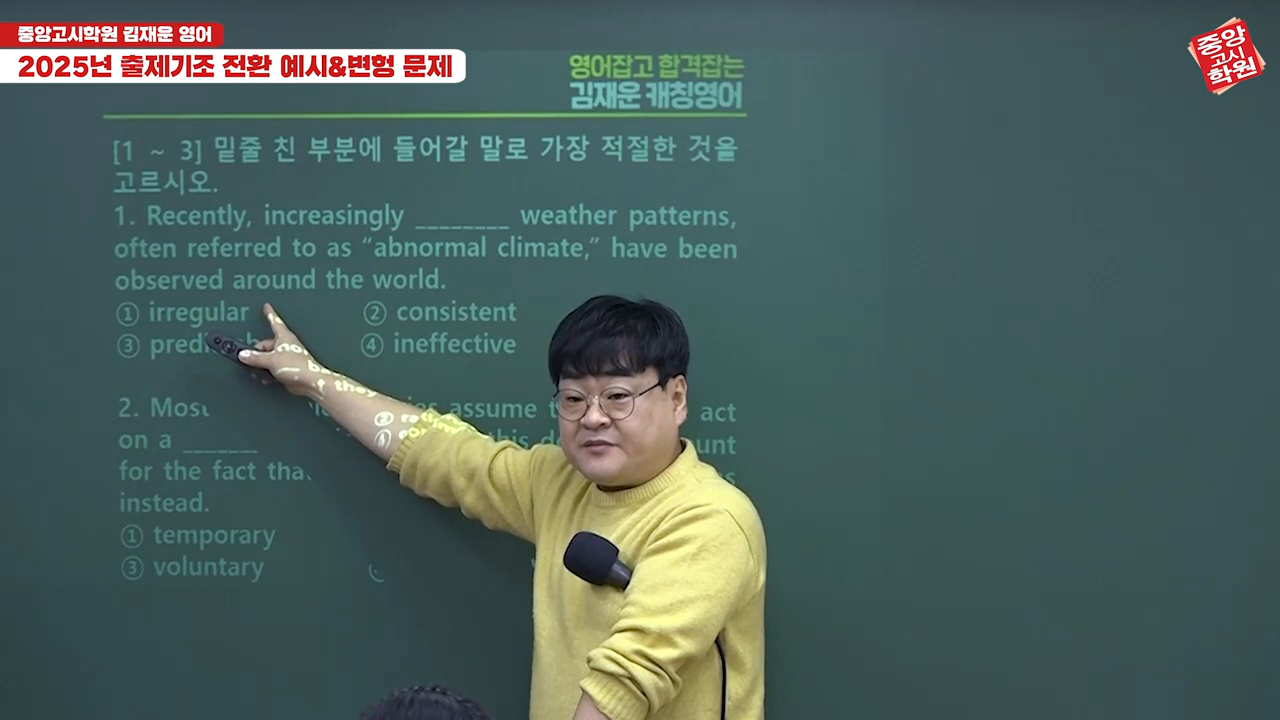 중앙고시학원 김재운 영어
2025년 출제기조 전환 예시&변형 문제
중앙
고시
학원
영어잡고 합격잡는
김재운 캐칭영어
[1 ~ 3] 밑줄 친 부분에 들어갈 말로 가장 적절한 것을
고르시오.
1. Recently, increasingly ________ weather patterns,
often referred to as “abnormal climate,” have been
observed around the world.
① irregular ② consistent
③ ④ ineffective
2. assume act
on a ______ this
for the fact
instead.
① temporary
③ voluntary
they